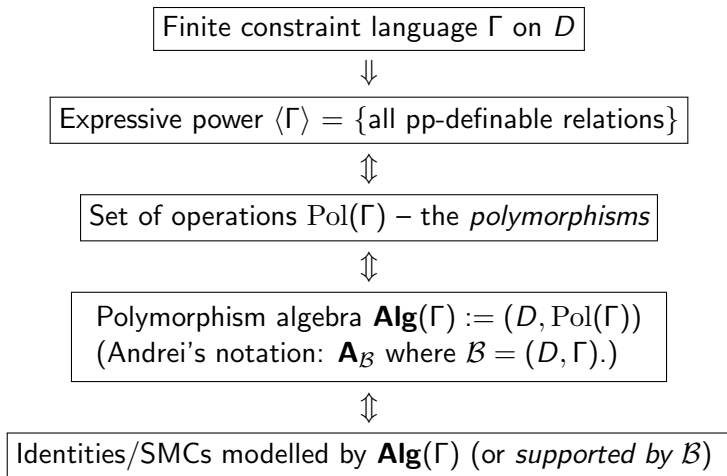 Finite constraint language Γ on D
⇓
Expressive power ⟨Γ⟩ = {all pp-definable relations}
⇕
Set of operations Pol(Γ) – the polymorphisms
⇕
Polymorphism algebra Alg(Γ) := (D, Pol(Γ))
(Andrei's notation: A_ℬ where ℬ = (D, Γ).)
⇕
Identities/SMCs modelled by Alg(Γ) (or supported by ℬ)